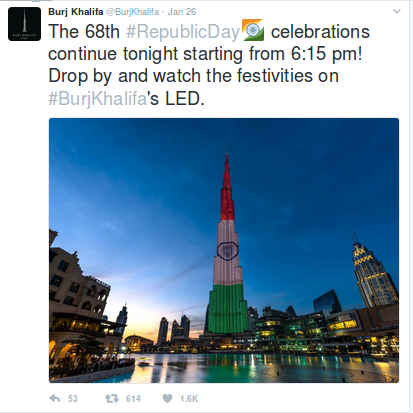 Burj Khalifa @BurjKhalifa · Jan 26
The 68th #RepublicDay celebrations
continue tonight starting from 6:15 pm!
Drop by and watch the festivities on
#BurjKhalifa's LED.
53 614 1.6K